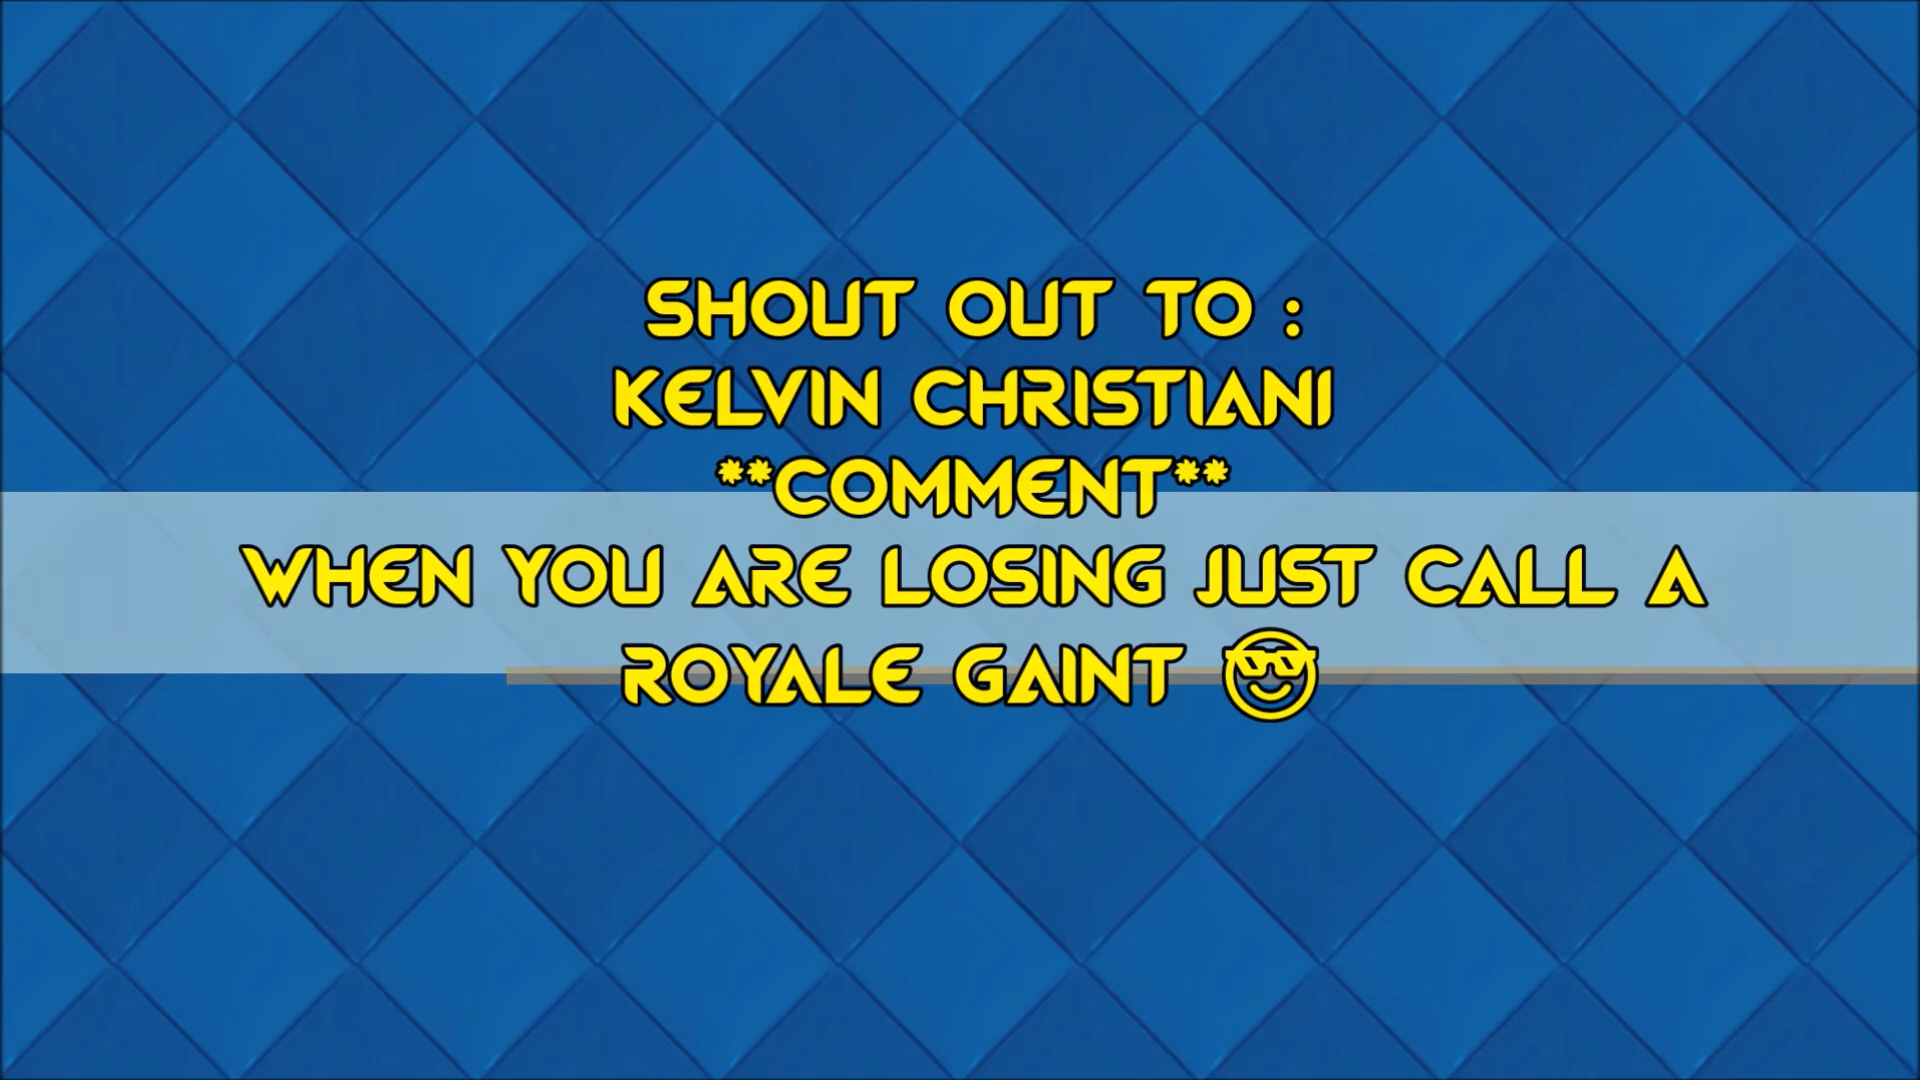 SHOUT OUT TO :
KELVIN CHRISTIANI
**COMMENT**
WHEN YOU ARE LOSING JUST CALL A
ROYALE GAINT 😎